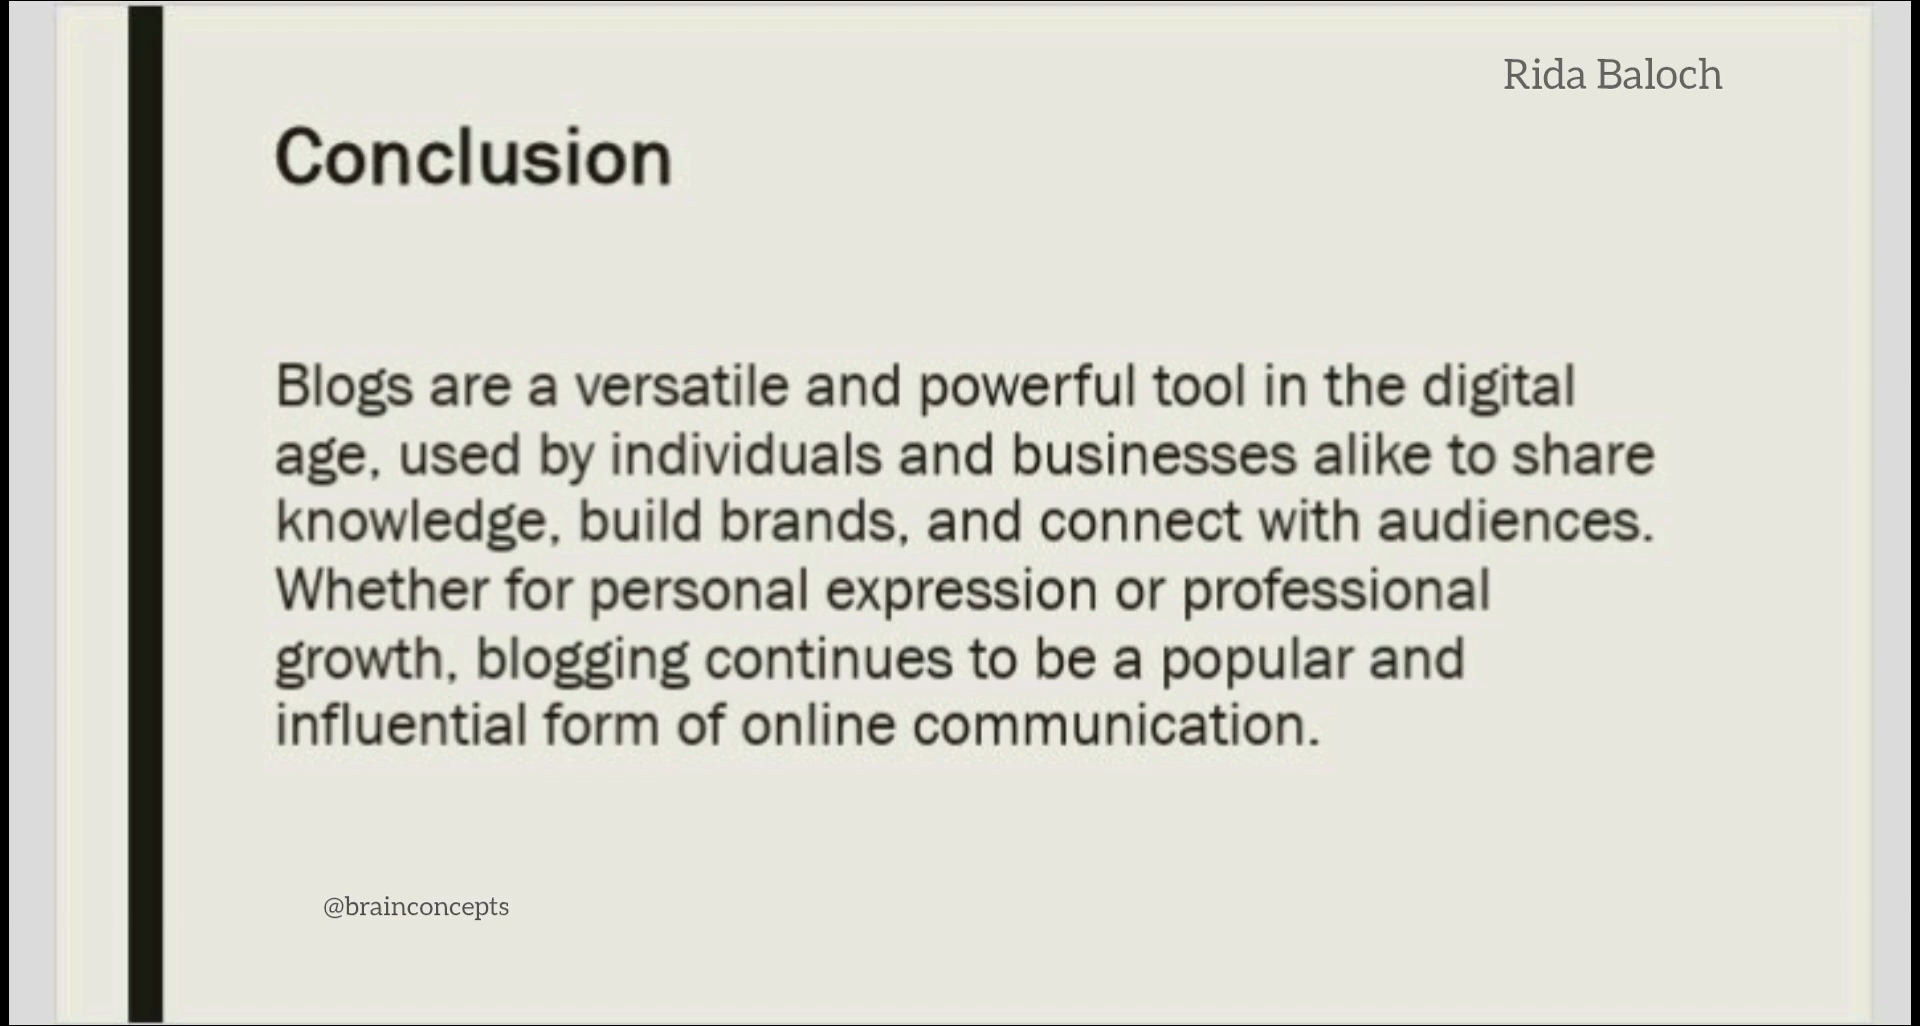 Rida Baloch
Conclusion
Blogs are a versatile and powerful tool in the digital
age, used by individuals and businesses alike to share
knowledge, build brands, and connect with audiences.
Whether for personal expression or professional
growth, blogging continues to be a popular and
influential form of online communication.
@brainconcepts